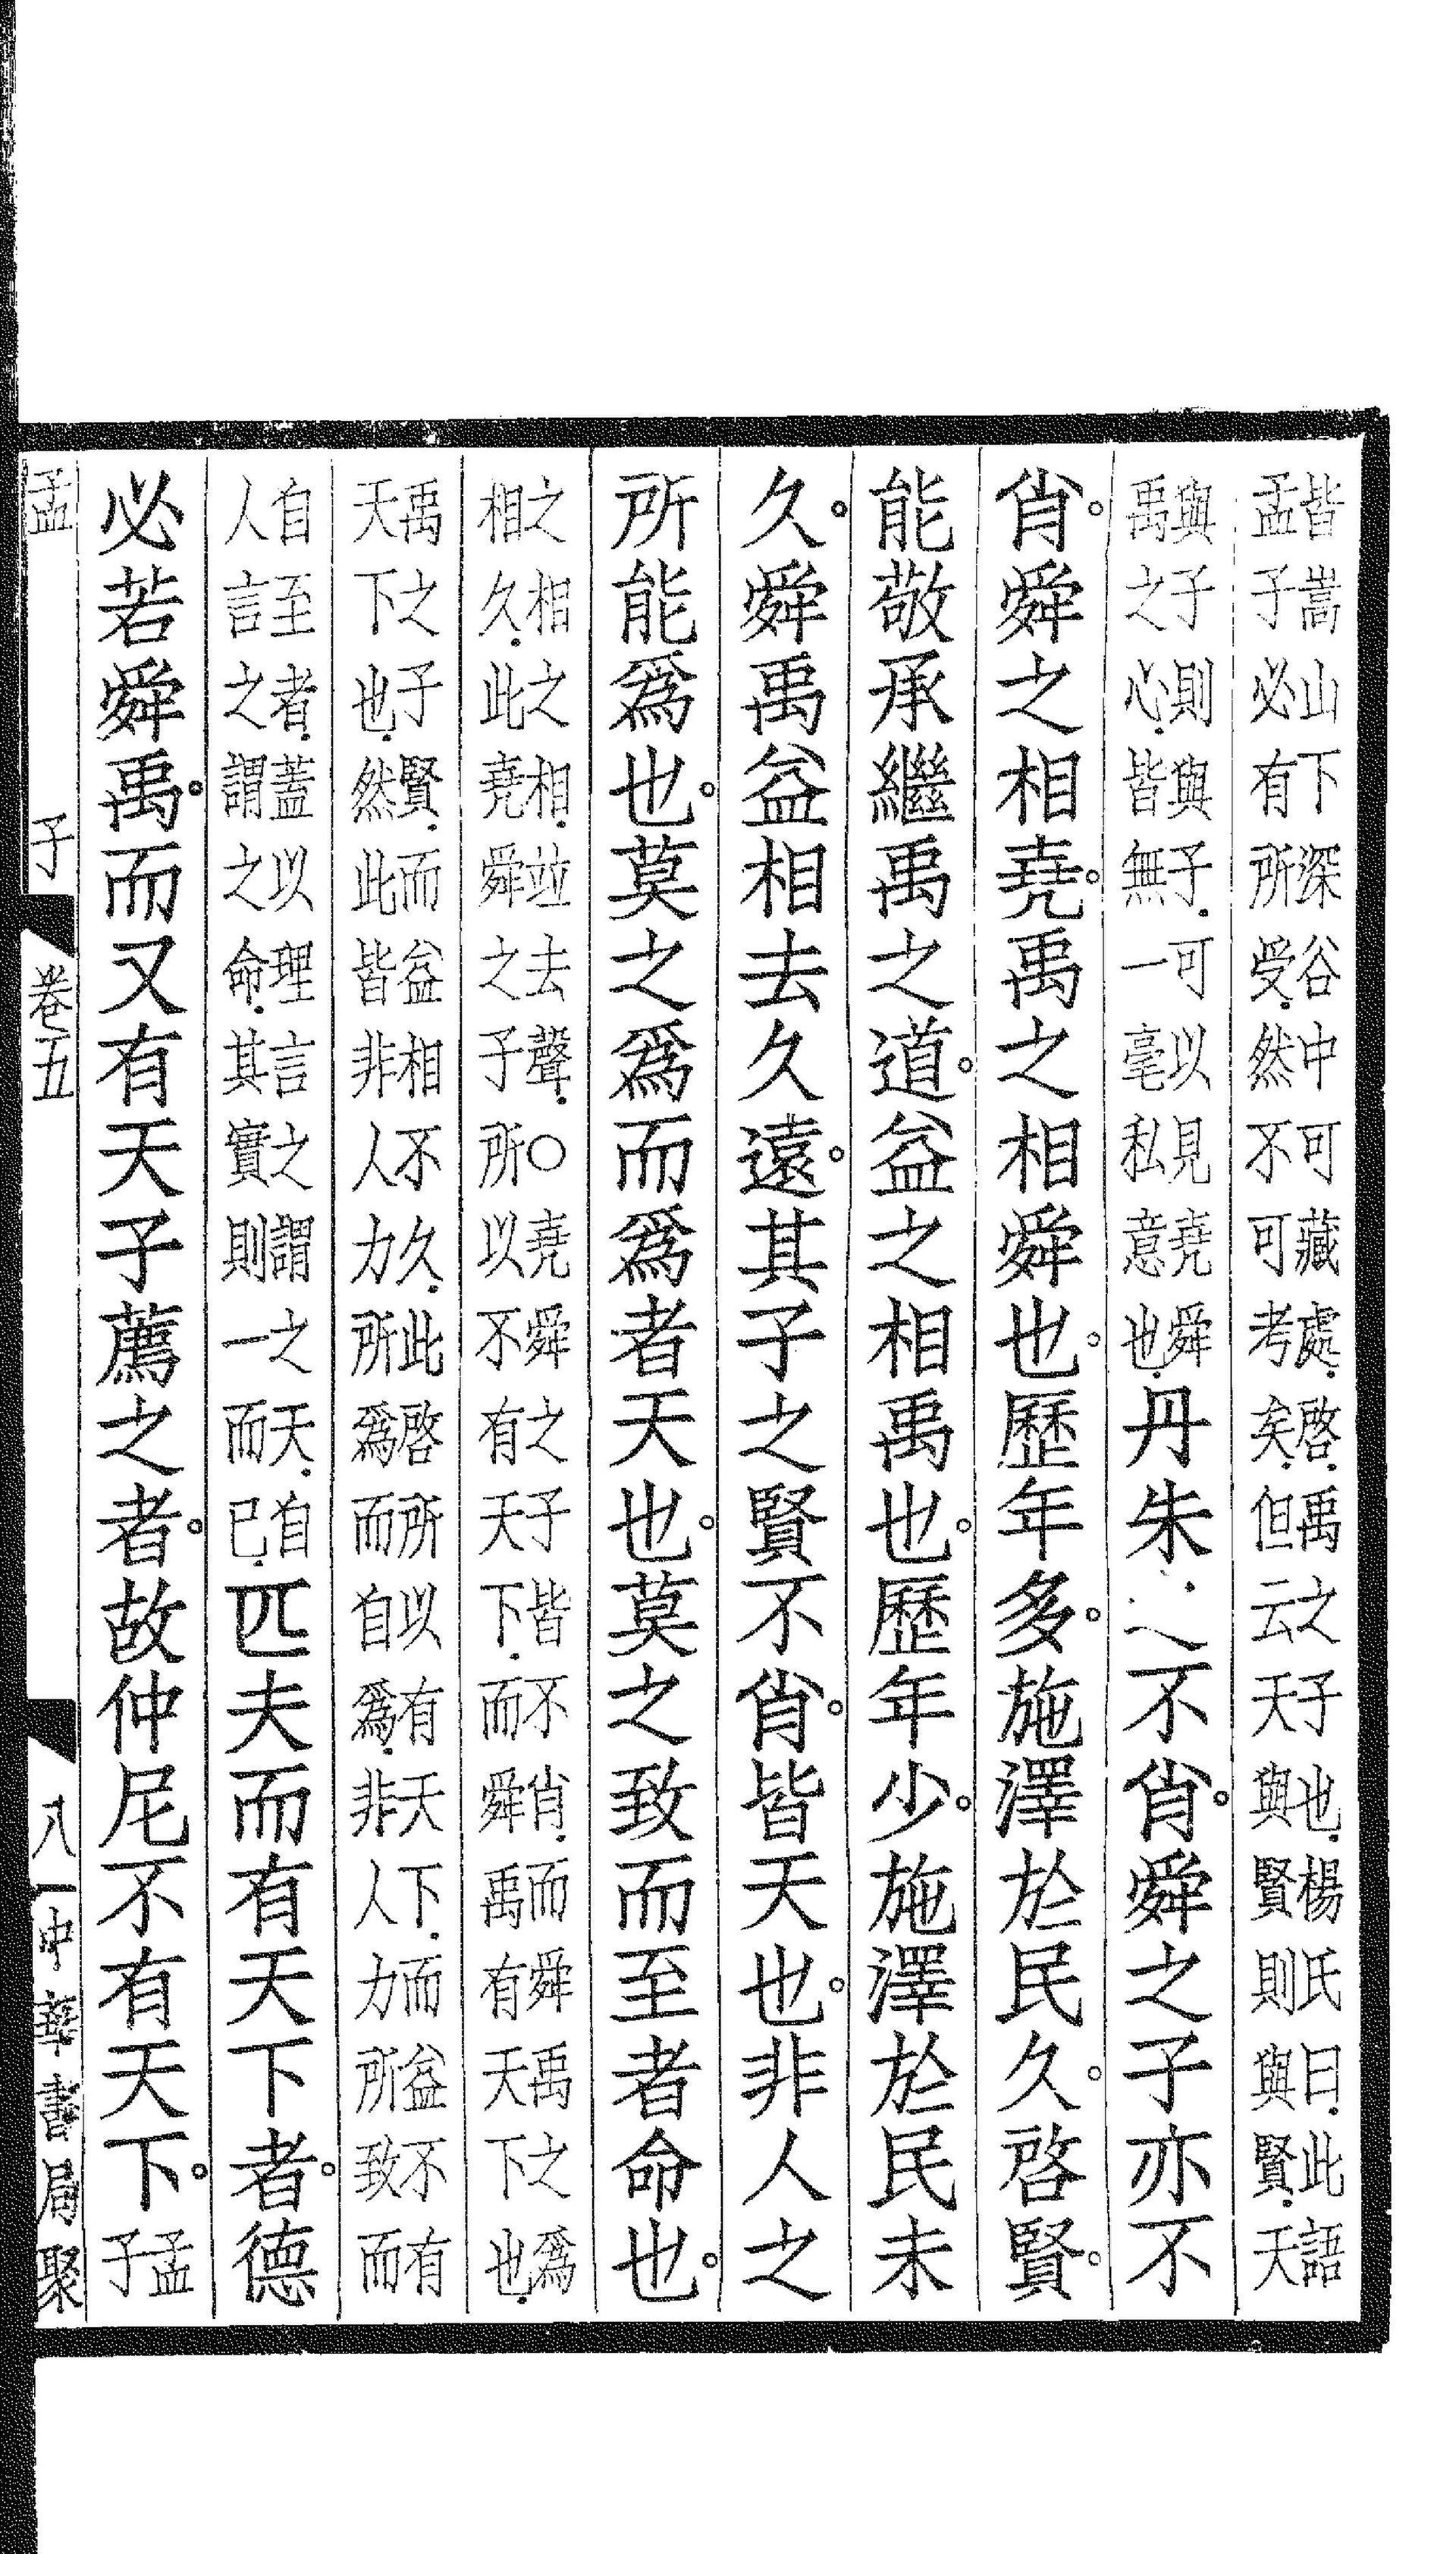 皆嵩山下深谷中可藏處．啓．禹之子也．楊氏曰．此語
孟子必有所受．然不可考矣．但云天與賢則與賢．天
與子則與子．可以見堯舜
禹之心．皆無一毫私意也．
丹朱之不肖。舜之子亦不
肖。舜之相堯。禹之相舜也。歷年多。施澤於民久。啓賢。
能敬承繼禹之道。益之相禹也。歷年少。施澤於民未
久。舜禹益相去久遠。其子之賢不肖。皆天也。非人之
所能爲也。莫之爲而爲者天也。莫之致而至者命也。
之相之相．竝去聲．○堯舜之子皆不肖．而舜禹之爲
相久．此堯舜之子所以不有天下．而舜禹有天下也．
禹之子賢．而益相不久．此啓所以有天下．而益不有
天下也．然此皆非人力所爲而自爲．非人力所致而
自至者．蓋以理言之謂之天．自
人言之謂之命．其實則一而已．
匹夫而有天下者。德
必若舜禹。而又有天子薦之者。故仲尼不有天下。
孟
子
孟　子　卷五　八　中華書局聚